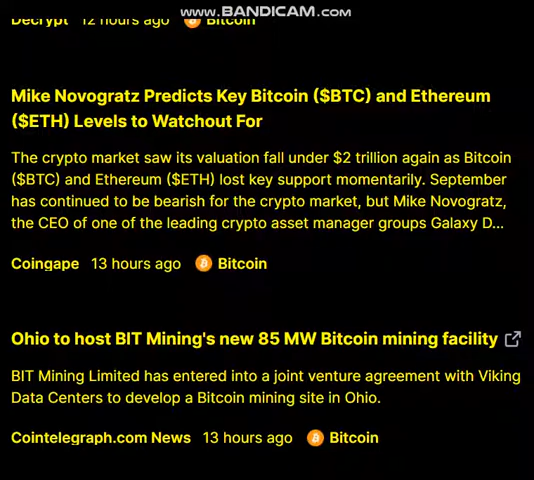 www.BANDICAM.com
Decrypt 12 hours ago Bitcoin
Mike Novogratz Predicts Key Bitcoin ($BTC) and Ethereum
($ETH) Levels to Watchout For
The crypto market saw its valuation fall under $2 trillion again as Bitcoin
($BTC) and Ethereum ($ETH) lost key support momentarily. September
has continued to be bearish for the crypto market, but Mike Novogratz,
the CEO of one of the leading crypto asset manager groups Galaxy D...
Coingape 13 hours ago Bitcoin
Ohio to host BIT Mining's new 85 MW Bitcoin mining facility
BIT Mining Limited has entered into a joint venture agreement with Viking
Data Centers to develop a Bitcoin mining site in Ohio.
Cointelegraph.com News 13 hours ago Bitcoin